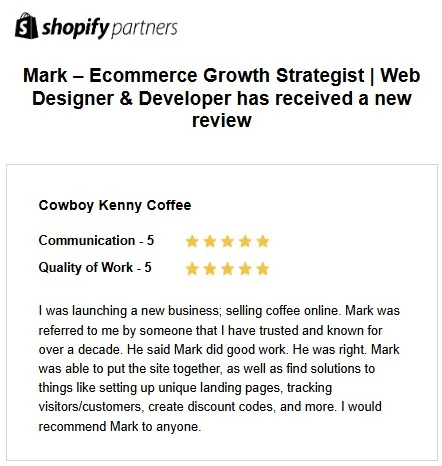 shopify partners
Mark – Ecommerce Growth Strategist | Web
Designer & Developer has received a new
review
Cowboy Kenny Coffee
Communication - 5
Quality of Work - 5
I was launching a new business; selling coffee online. Mark was
referred to me by someone that I have trusted and known for
over a decade. He said Mark did good work. He was right. Mark
was able to put the site together, as well as find solutions to
things like setting up unique landing pages, tracking
visitors/customers, create discount codes, and more. I would
recommend Mark to anyone.